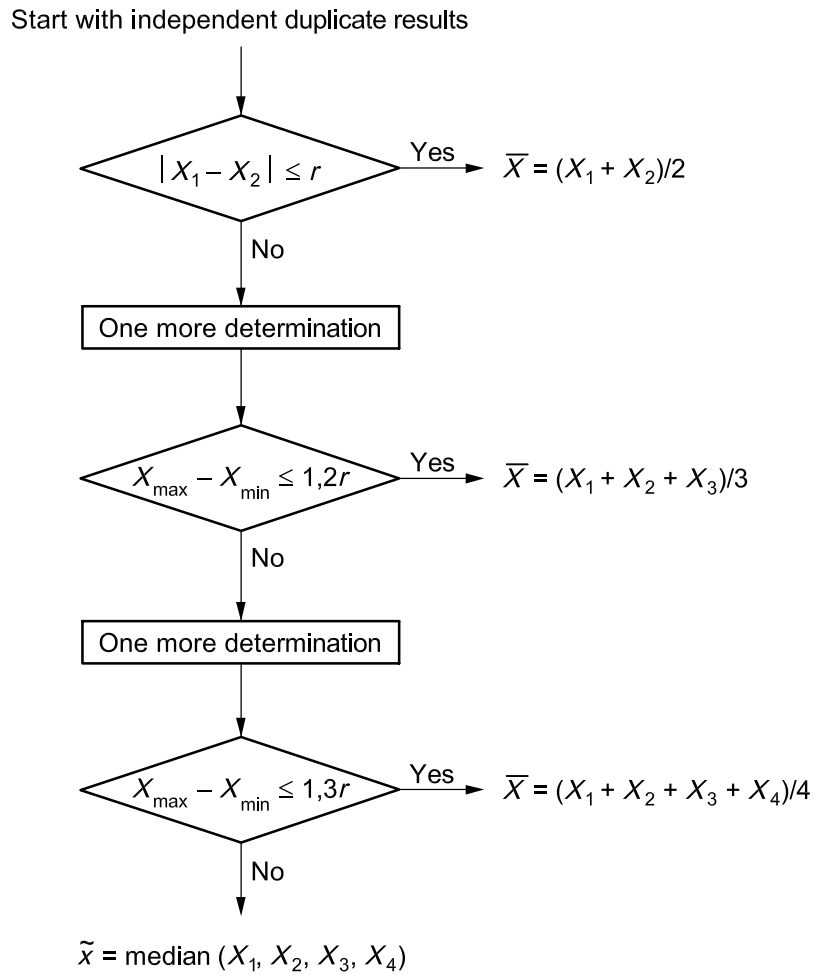 Start with independent duplicate results
| X₁ – X₂ | ≤ r
Yes
X̅ = (X₁ + X₂)/2
No
One more determination
Xmax – Xmin ≤ 1,2r
Yes
X̅ = (X₁ + X₂ + X₃)/3
No
One more determination
Xmax – Xmin ≤ 1,3r
Yes
X̅ = (X₁ + X₂ + X₃ + X₄)/4
No
x̃ = median (X₁, X₂, X₃, X₄)